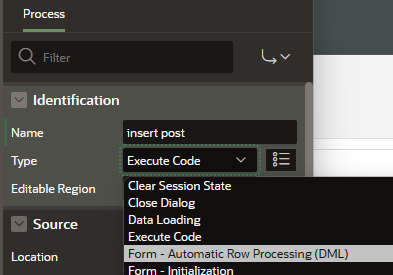 Process
Filter
Identification
Name insert post
Type Execute Code
Editable Region
Clear Session State
Close Dialog
Data Loading
Execute Code
Source
Form - Automatic Row Processing (DML)
Location
Form - Initialization